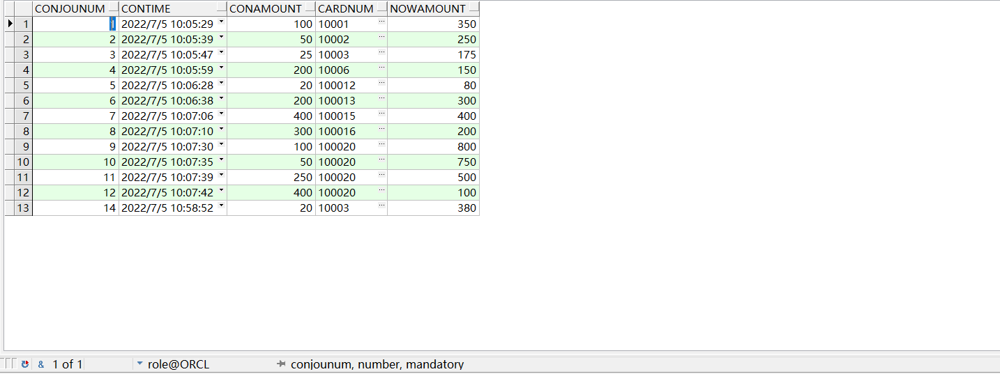 CONJOUNUM CONTIME CONAMOUNT CARDNUM NOWAMOUNT
1 1 2022/7/5 10:05:29 100 10001 ... 350
2 2 2022/7/5 10:05:39 50 10002 ... 250
3 3 2022/7/5 10:05:47 25 10003 ... 175
4 4 2022/7/5 10:05:59 200 10006 ... 150
5 5 2022/7/5 10:06:28 20 100012 ... 80
6 6 2022/7/5 10:06:38 200 100013 ... 300
7 7 2022/7/5 10:07:06 400 100015 ... 400
8 8 2022/7/5 10:07:10 300 100016 ... 200
9 9 2022/7/5 10:07:30 100 100020 ... 800
10 10 2022/7/5 10:07:35 50 100020 ... 750
11 11 2022/7/5 10:07:39 250 100020 ... 500
12 12 2022/7/5 10:07:42 400 100020 ... 100
13 14 2022/7/5 10:58:52 20 10003 ... 380
& 1 of 1 role@ORCL conjounum, number, mandatory